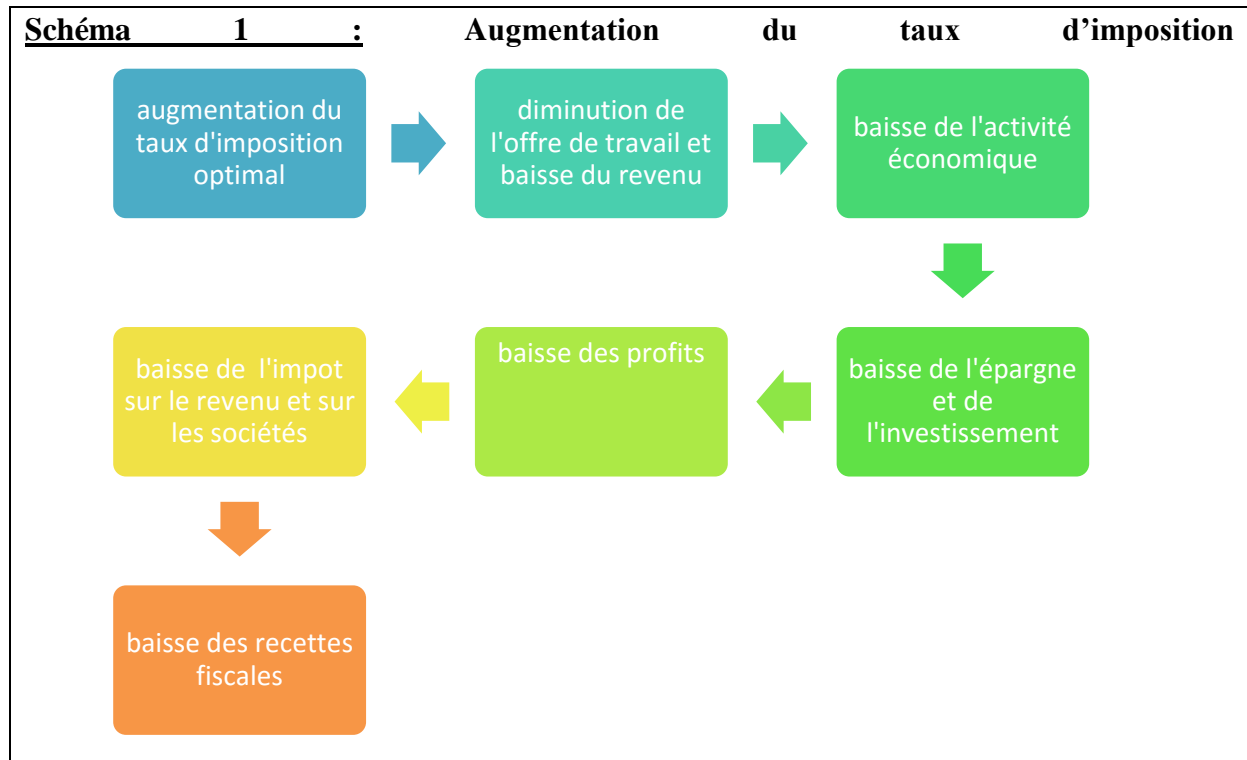 Schéma 1 : Augmentation du taux d’imposition
augmentation du
taux d'imposition
optimal
diminution de
l'offre de travail et
baisse du revenu
baisse de l'activité
économique
baisse de l'épargne
et de
l'investissement
baisse des profits
baisse de l'impot
sur le revenu et sur
les sociétés
baisse des recettes
fiscales